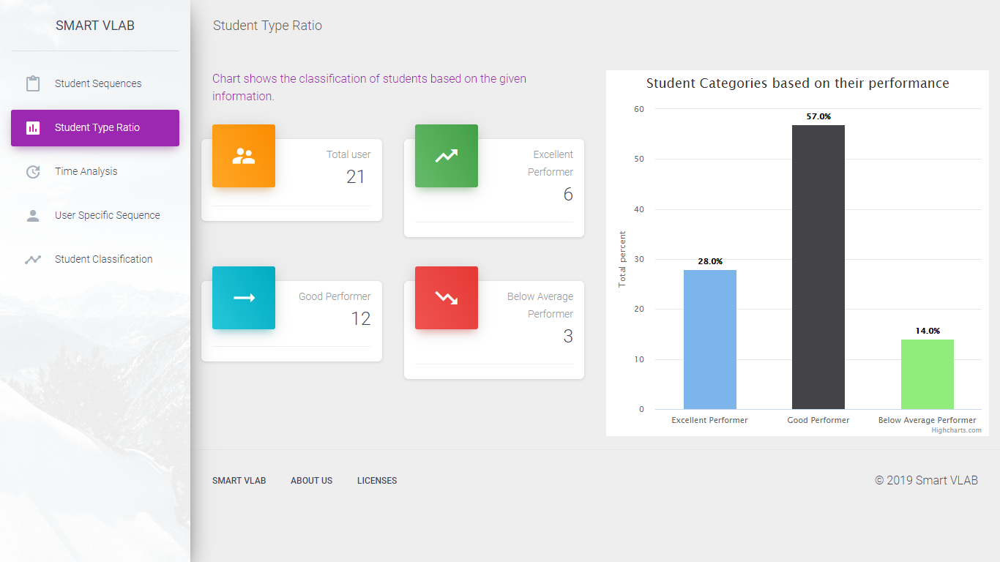 SMART VLAB
Student Sequences
Student Type Ratio
Time Analysis
User Specific Sequence
Student Classification
Student Type Ratio
Chart shows the classification of students based on the given
information.
Total user
21
Excellent
Performer
6
Good Performer
12
Below Average
Performer
3
Student Categories based on their performance
Total percent
60
50
40
30
20
10
0
28.0%
57.0%
14.0%
Excellent Performer
Good Performer
Below Average Performer
Highcharts.com
SMART VLAB
ABOUT US
LICENSES
© 2019 Smart VLAB